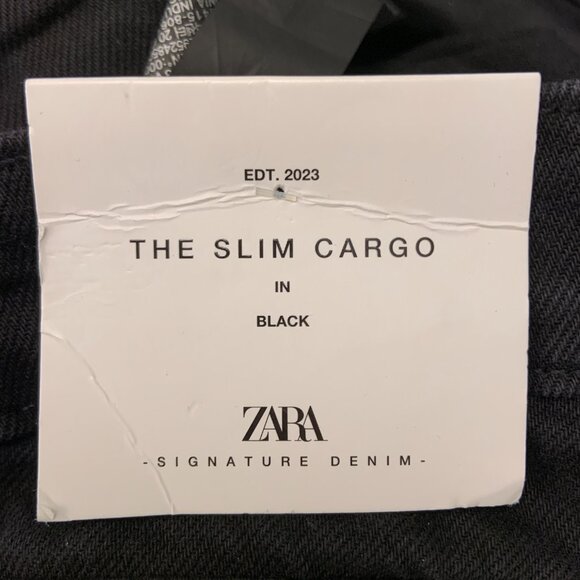 EDT. 2023
THE SLIM CARGO
IN
BLACK
ZARA
- SIGNATURE DENIM -